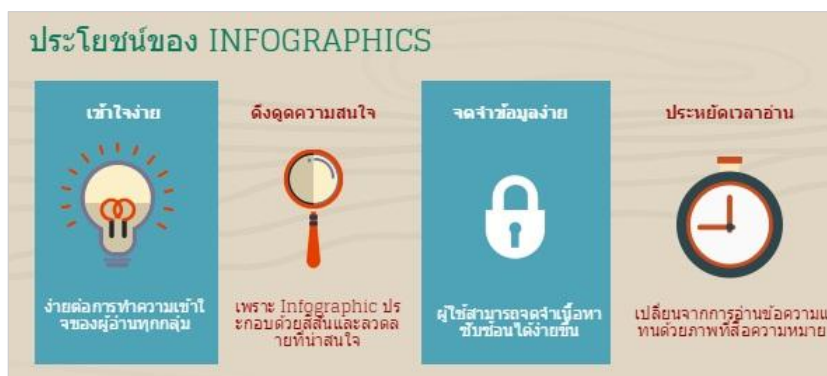 ประโยชน์ของ INFOGRAPHICS
เข้าใจง่าย
ง่ายต่อการทำความเข้าใ
จของผู้อ่านทุกกลุ่ม
ดึงดูดความสนใจ
เพราะ Infographic ปร
ะกอบด้วยสีสันและลวดล
ายที่น่าสนใจ
จดจำข้อมูลง่าย
ผู้ใช้สามารถจดจำเนื้อหา
ซับซ้อนได้ง่ายขึ้น
ประหยัดเวลาอ่าน
เปลี่ยนจากการอ่านข้อความแ
ทนด้วยภาพที่สื่อความหมาย